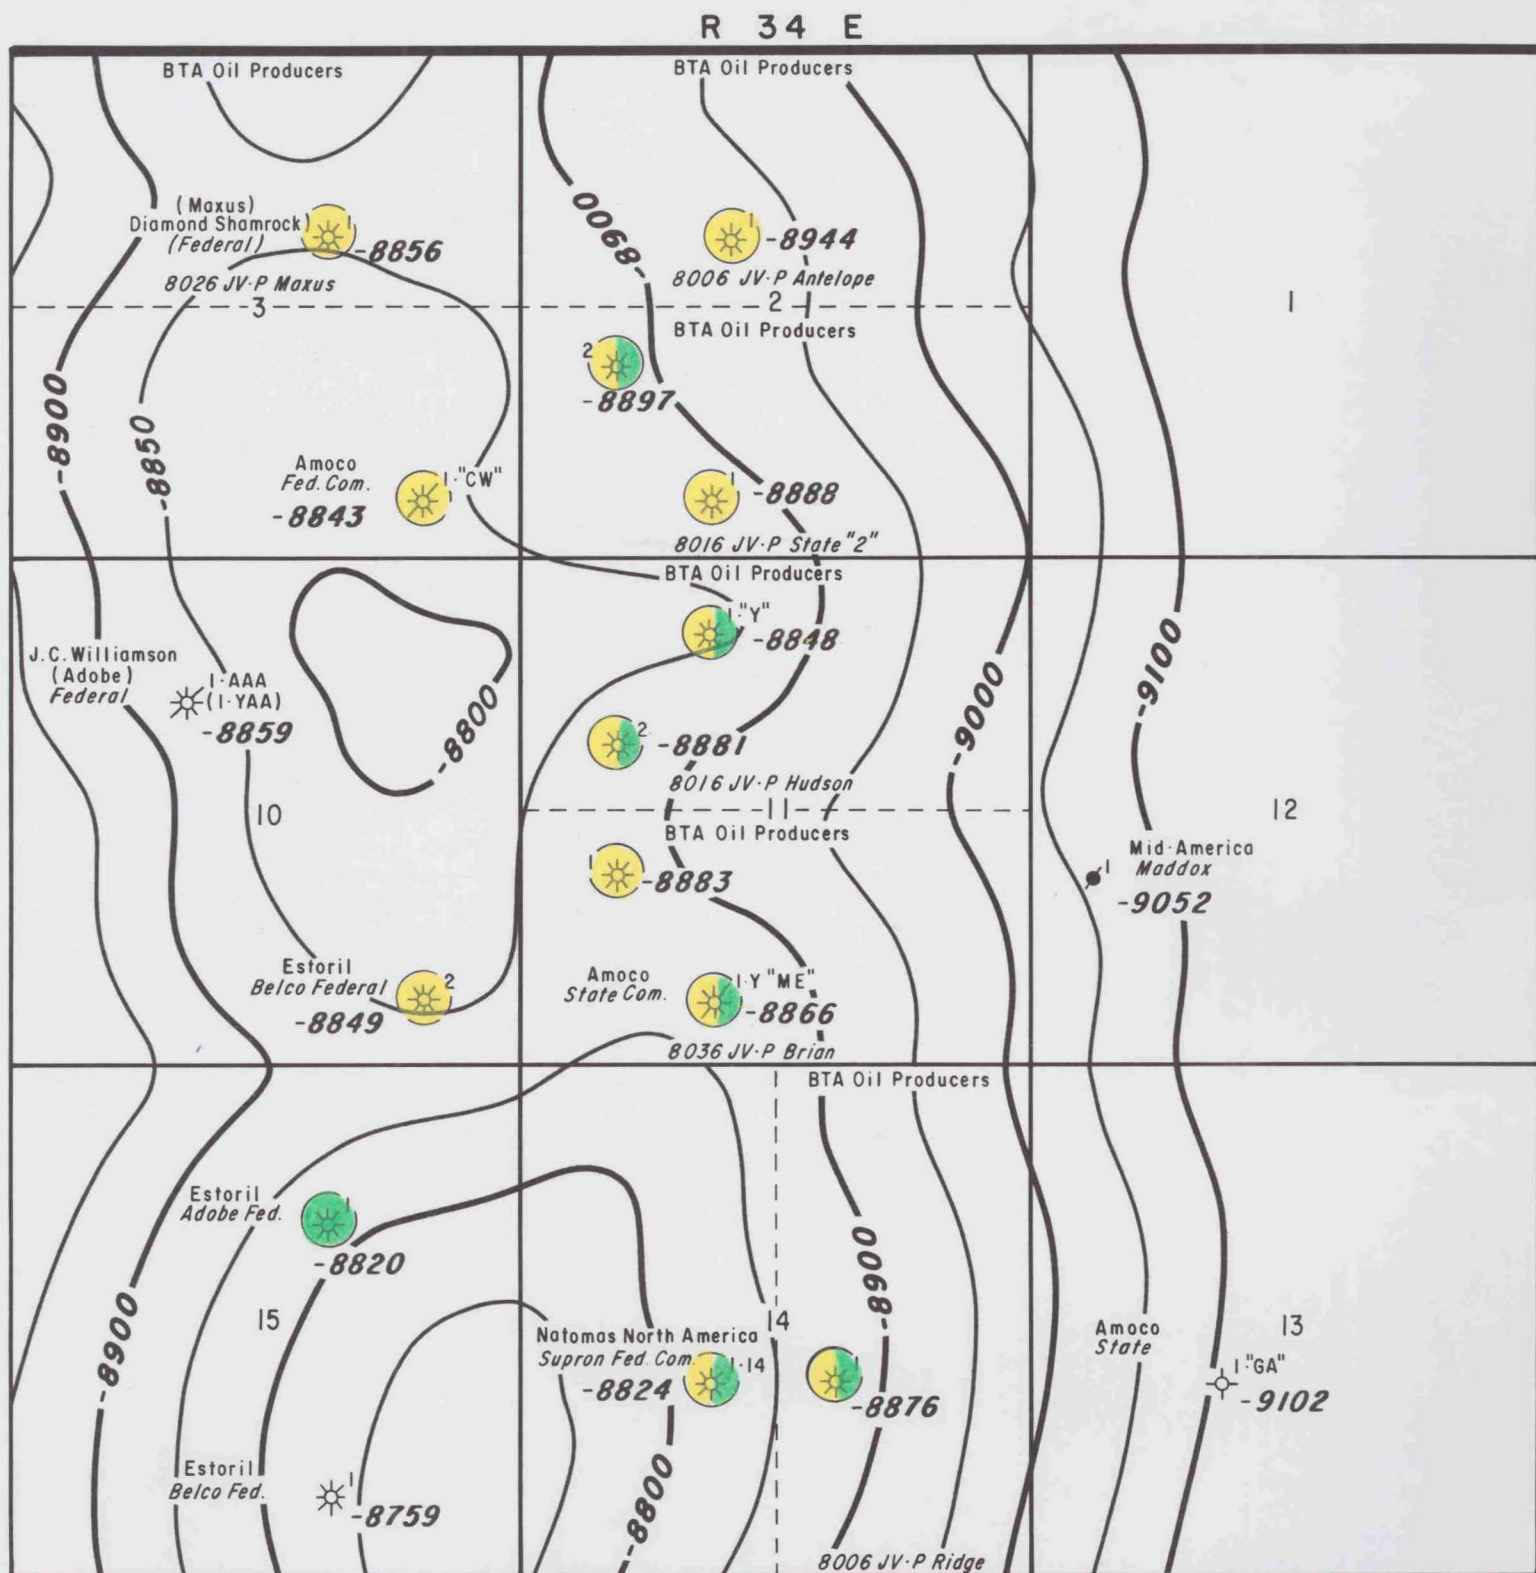 R 34 E
BTA Oil Producers
BTA Oil Producers
(Maxus)
Diamond Shamrock)
(Federal)
1
-8856
8026 JV-P Maxus
3
-8900
1
-8944
8006 JV-P Antelope
2
BTA Oil Producers
1
2
-8897
-8900
-8850
Amoco
Fed. Com.
-8843
1-"CW"
1
-8888
8016 JV-P State "2"
BTA Oil Producers
1-"Y"
-8848
J.C. Williamson
(Adobe)
Federal
1-AAA
(1-YAA)
-8859
-8800
2
-8881
8016 JV-P Hudson
-9000
-9100
10
11
12
BTA Oil Producers
1
-8883
Mid-America
Maddox
1
-9052
Estoril
Belco Federal
2
-8849
Amoco
State Com.
1-Y "ME"
-8866
8036 JV-P Brian
BTA Oil Producers
Estoril
Adobe Fed.
1
-8820
-8900
-8900
15
14
13
Natomas North America
Supron Fed. Com.
1-14
-8824
1
-8876
Amoco
State
1-"GA"
-9102
Estoril
Belco Fed.
1
-8759
-8800
8006 JV-P Ridge